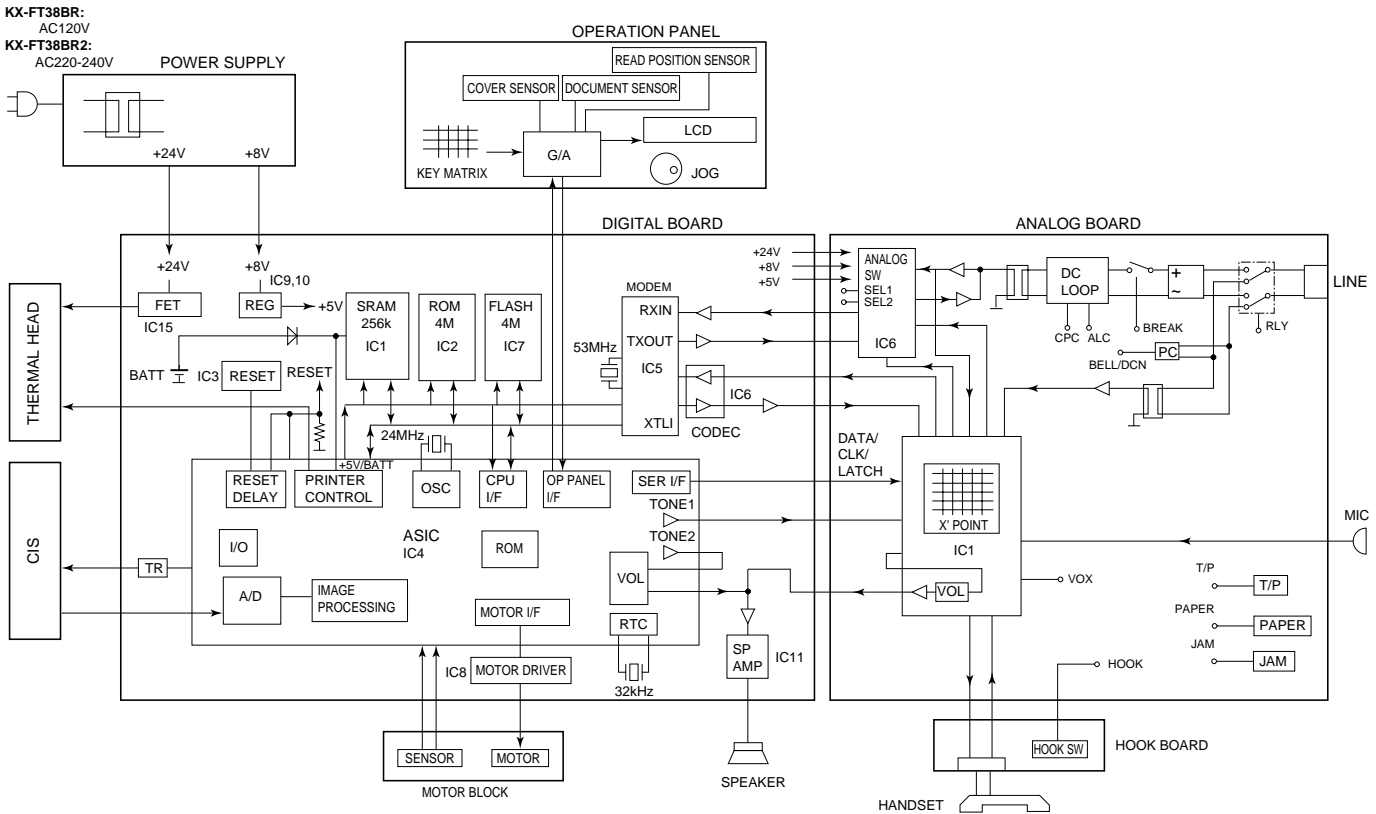 KX-FT38BR:
AC120V
KX-FT38BR2:
AC220-240V
POWER SUPPLY
+24V
+8V
OPERATION PANEL
READ POSITION SENSOR
COVER SENSOR
DOCUMENT SENSOR
LCD
G/A
KEY MATRIX
JOG
DIGITAL BOARD
+24V
+8V
IC9,10
FET
REG
+5V
IC15
SRAM
256k
IC1
ROM
4M
IC2
FLASH
4M
IC7
BATT
IC3
RESET
RESET
THERMAL HEAD
CIS
MODEM
RXIN
TXOUT
IC5
XTLI
53MHz
IC6
CODEC
24MHz
+5V/BATT
RESET
DELAY
PRINTER
CONTROL
OSC
CPU
I/F
OP PANEL
I/F
SER I/F
TONE1
TONE2
ASIC
IC4
I/O
ROM
TR
A/D
IMAGE
PROCESSING
MOTOR I/F
VOL
RTC
32kHz
IC8
MOTOR DRIVER
SP
AMP
IC11
SENSOR
MOTOR
MOTOR BLOCK
SPEAKER
ANALOG BOARD
+24V
+8V
+5V
ANALOG
SW
SEL1
SEL2
IC6
DC
LOOP
CPC
ALC
BREAK
+
~
RLY
LINE
BELL/DCN
PC
DATA/
CLK/
LATCH
X' POINT
IC1
VOL
MIC
VOX
T/P
T/P
PAPER
PAPER
JAM
JAM
HOOK
HOOK SW
HOOK BOARD
HANDSET